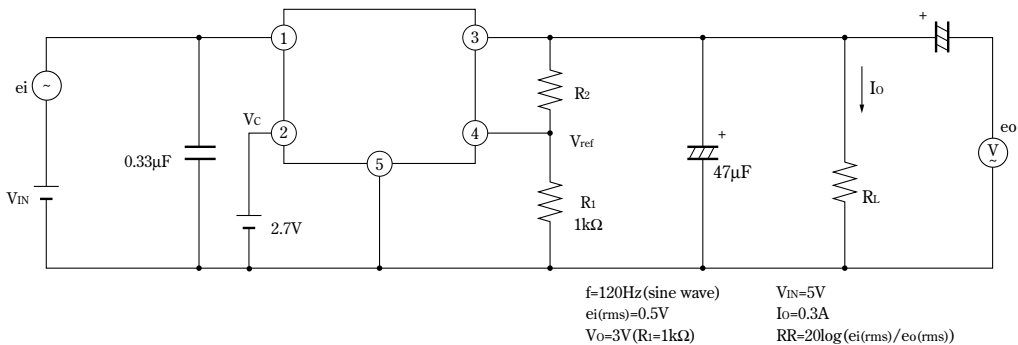 1
3
+
ei
~
R2
IO
eo
VC
2
4
Vref
+
V
~
0.33µF
5
47µF
VIN
2.7V
R1
1kΩ
RL
f=120Hz(sine wave)
ei(rms)=0.5V
VO=3V(R1=1kΩ)
VIN=5V
IO=0.3A
RR=20log(ei(rms)/eo(rms))